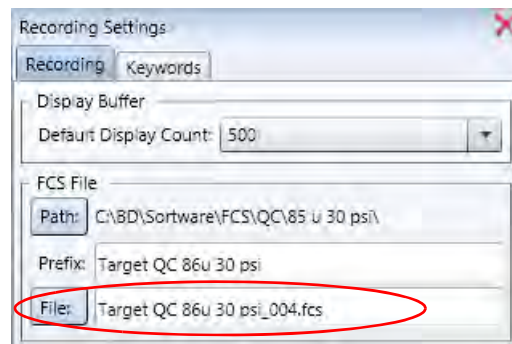 Recording Settings
Recording Keywords
Display Buffer
Default Display Count: 500
FCS File
Path: C:\BD\Sortware\FCS\QC\85 u 30 psi\
Prefix: Target QC 86u 30 psi
File: Target QC 86u 30 psi_004.fcs